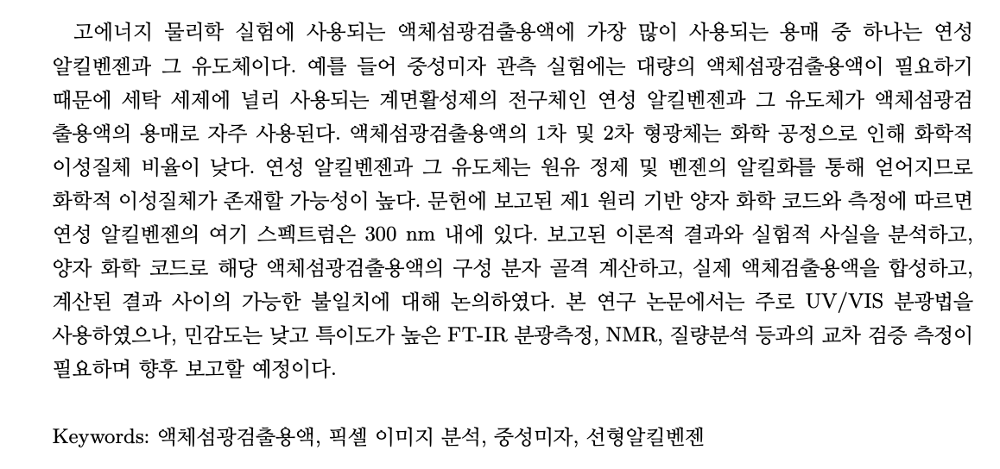 고에너지 물리학 실험에 사용되는 액체섬광검출용액에 가장 많이 사용되는 용매 중 하나는 연성
알킬벤젠과 그 유도체이다. 예를 들어 중성미자 관측 실험에는 대량의 액체섬광검출용액이 필요하기
때문에 세탁 세제에 널리 사용되는 계면활성제의 전구체인 연성 알킬벤젠과 그 유도체가 액체섬광검
출용액의 용매로 자주 사용된다. 액체섬광검출용액의 1차 및 2차 형광체는 화학 공정으로 인해 화학적
이성질체 비율이 낮다. 연성 알킬벤젠과 그 유도체는 원유 정제 및 벤젠의 알킬화를 통해 얻어지므로
화학적 이성질체가 존재할 가능성이 높다. 문헌에 보고된 제1 원리 기반 양자 화학 코드와 측정에 따르면
연성 알킬벤젠의 여기 스펙트럼은 300 nm 내에 있다. 보고된 이론적 결과와 실험적 사실을 분석하고,
양자 화학 코드로 해당 액체섬광검출용액의 구성 분자 골격 계산하고, 실제 액체검출용액을 합성하고,
계산된 결과 사이의 가능한 불일치에 대해 논의하였다. 본 연구 논문에서는 주로 UV/VIS 분광법을
사용하였으나, 민감도는 낮고 특이도가 높은 FT-IR 분광측정, NMR, 질량분석 등과의 교차 검증 측정이
필요하며 향후 보고할 예정이다.
Keywords: 액체섬광검출용액, 픽셀 이미지 분석, 중성미자, 선형알킬벤젠